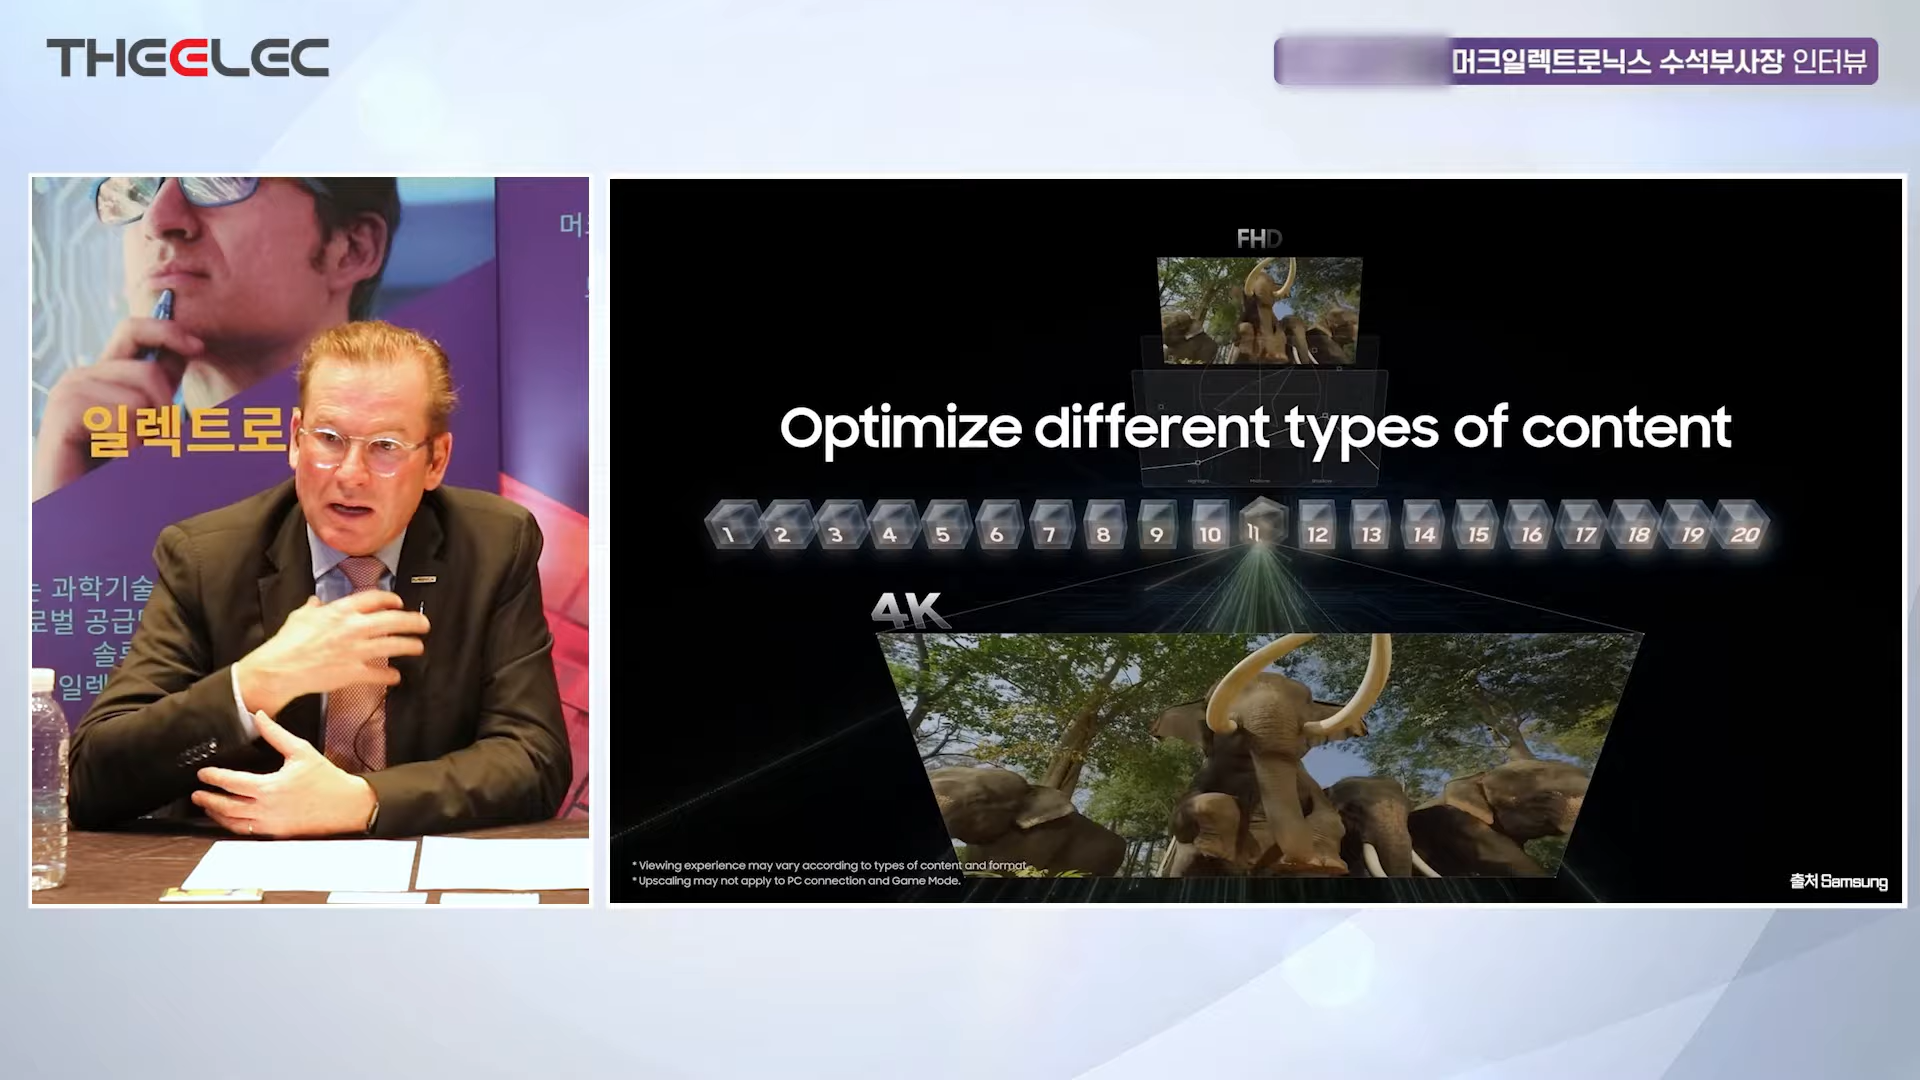 THEELEC
머크일렉트로닉스 수석부사장 인터뷰
일렉트로
과학기술
공급
FHD
Optimize different types of content
1 2 3 4 5 6 7 8 9 10 11 12 13 14 15 16 17 18 19 20
4K
* Viewing experience may vary according to types of content and format.
* Upscaling may not apply to PC connection and Game Mode.
출처 Samsung